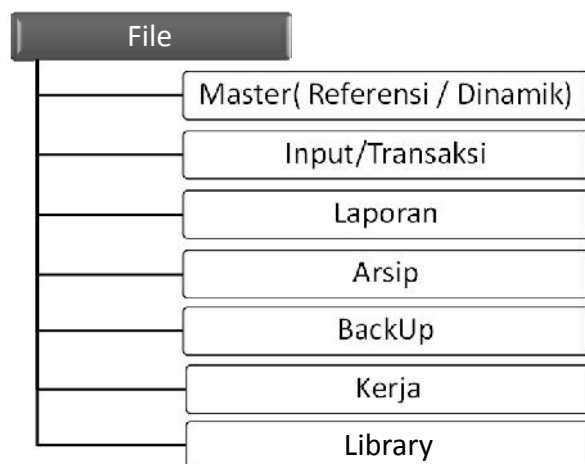 File
Master( Referensi / Dinamik)
Input/Transaksi
Laporan
Arsip
BackUp
Kerja
Library